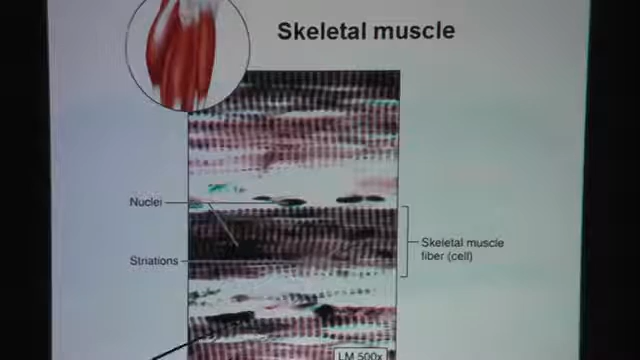 Skeletal muscle
Nuclei
Striations
Skeletal muscle
fiber (cell)
LM 500x